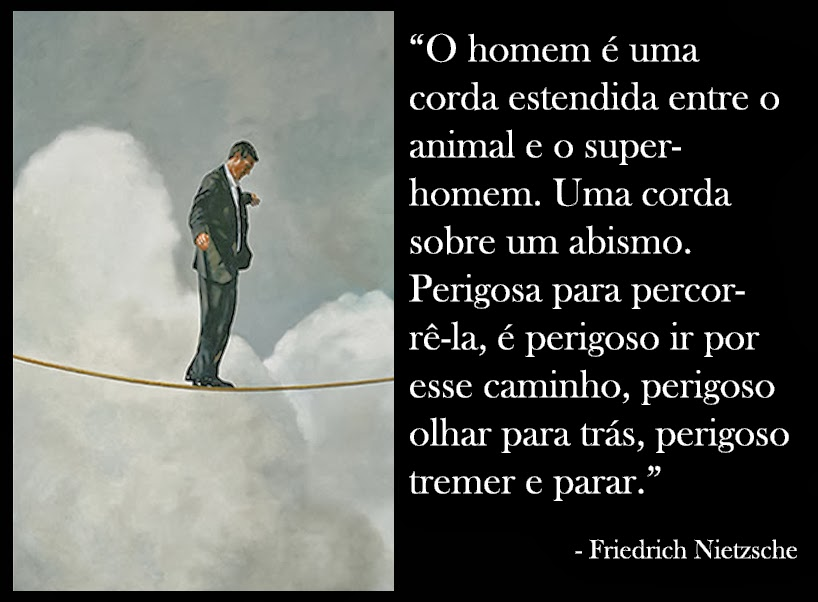 “O homem é uma
corda estendida entre o
animal e o super-
homem. Uma corda
sobre um abismo.
Perigosa para percor-
rê-la, é perigoso ir por
esse caminho, perigoso
olhar para trás, perigoso
tremer e parar.”
- Friedrich Nietzsche